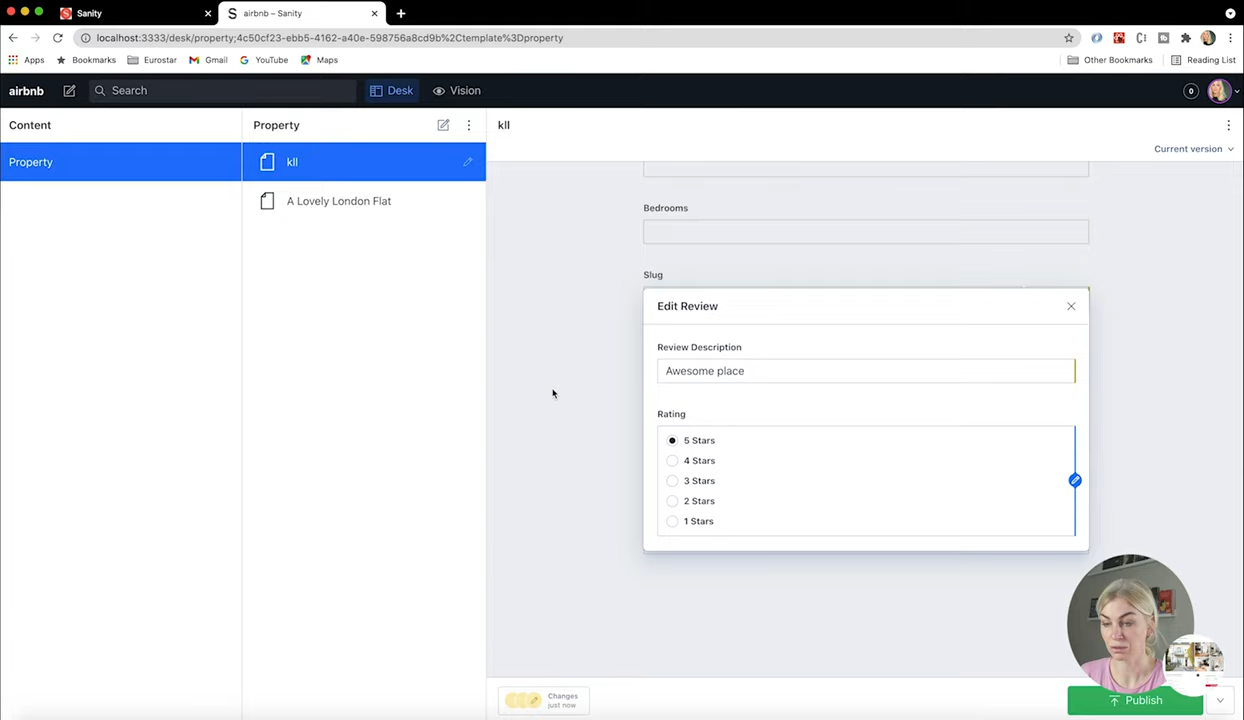 Sanity
airbnb – Sanity
localhost:3333/desk/property;4c50cf23-ebb5-4162-a40e-598756a8cd9b%2Ctemplate%3Dproperty
Apps
Bookmarks
Eurostar
Gmail
YouTube
Maps
Other Bookmarks
Reading List
airbnb
Search
Desk
Vision
0
Content
Property
kll
Current version
Property
kll
A Lovely London Flat
Bedrooms
Slug
Edit Review
Review Description
Awesome place
Rating
5 Stars
4 Stars
3 Stars
2 Stars
1 Stars
Changes
just now
Publish